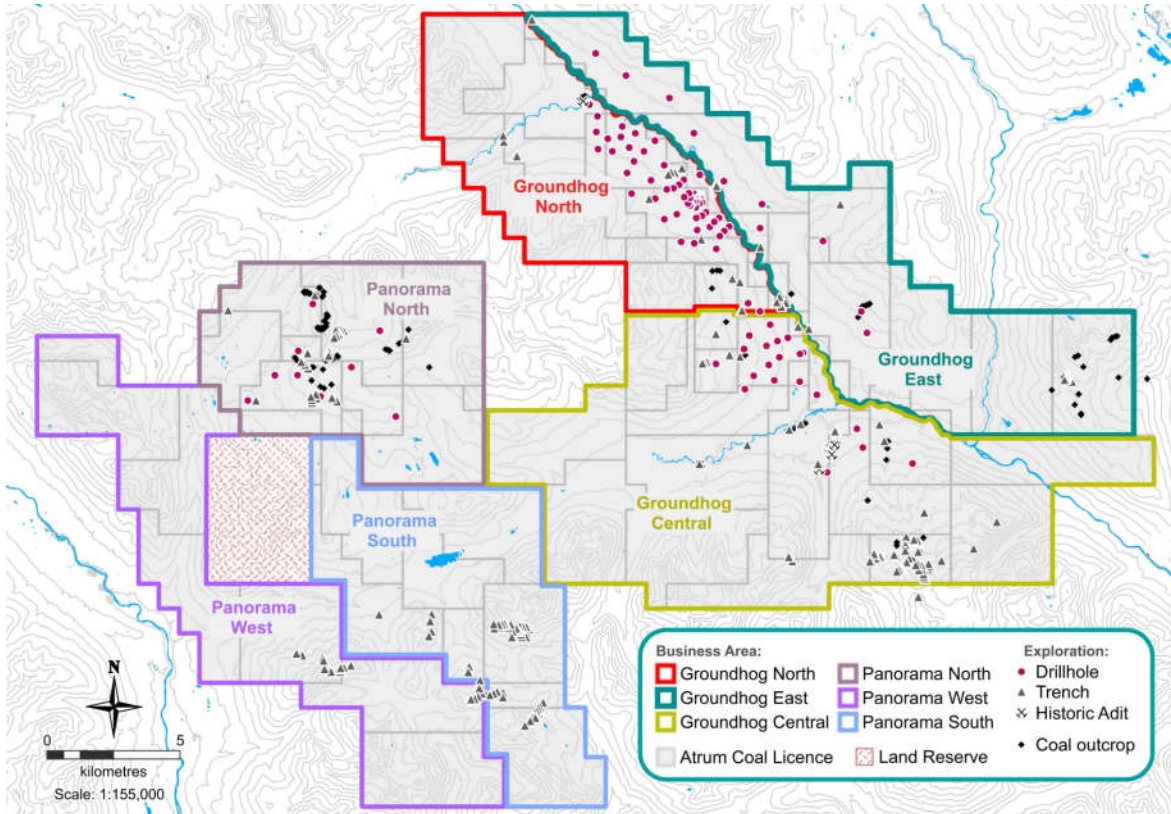 Groundhog
North
Panorama
North
Groundhog
East
Groundhog
Central
Panorama
South
Panorama
West
Business Area:
Groundhog North
Groundhog East
Groundhog Central
Panorama North
Panorama West
Panorama South
Atrum Coal Licence
Land Reserve
Exploration:
Drillhole
Trench
Historic Adit
Coal outcrop
N
0 5
kilometres
Scale: 1:155,000